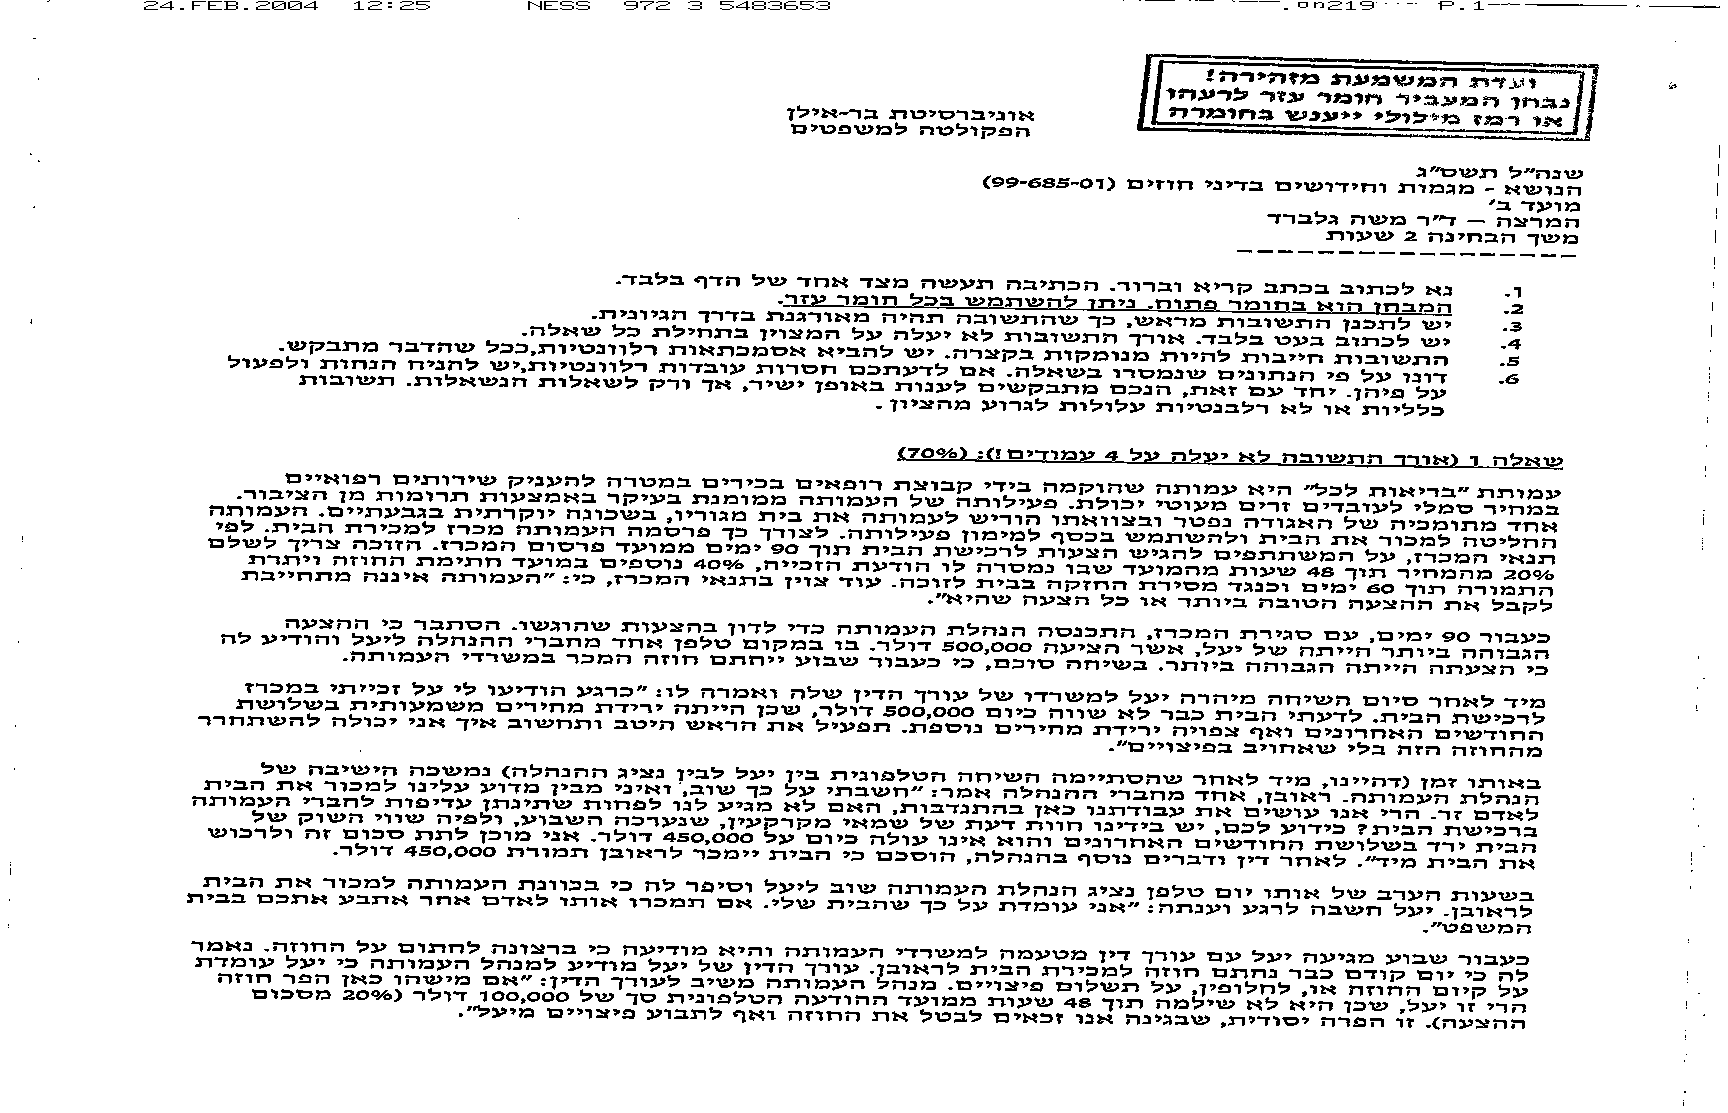 24.FEB.2004 12:25 NESS 972 3 5483653 P.1
ועדת המשמעת מזהירה!
נבחן המעביר חומר עזר לרעהו
או רמז מילולי ייענש בחומרה
אוניברסיטת בר-אילן
הפקולטה למשפטים
שנה"ל תשס"ג
הנושא - מגמות וחידושים בדיני חוזים (99-685-01)
מועד ב'
המרצה – ד"ר משה גלברד
משך הבחינה 2 שעות
1. נא לכתוב בכתב קריא וברור. הכתיבה תעשה מצד אחד של הדף בלבד.
2. המבחן הוא בחומר פתוח. ניתן להשתמש בכל חומר עזר.
3. יש לתכנן התשובות מראש, כך שהתשובה תהיה מאורגנת בדרך הגיונית.
4. יש לכתוב בעט בלבד. אורך התשובות לא יעלה על המצוין בתחילת כל שאלה.
5. התשובות חייבות להיות מנומקות בקצרה. יש להביא אסמכתאות רלוונטיות,ככל שהדבר מתבקש.
6. דונו על פי הנתונים שנמסרו בשאלה. אם לדעתכם חסרות עובדות רלוונטיות,יש להניח הנחות ולפעול
על פיהן. יחד עם זאת, הנכם מתבקשים לענות באופן ישיר, אך ורק לשאלות הנשאלות. תשובות
כלליות או לא רלבנטיות עלולות לגרוע מהציון.
שאלה 1 (אורך התשובה לא יעלה על 4 עמודים!): (70%)
עמותת "בריאות לכל" היא עמותה שהוקמה בידי קבוצת רופאים בכירים במטרה להעניק שירותים רפואיים
במחיר סמלי לעובדים זרים מעוטי יכולת. פעילותה של העמותה ממומנת בעיקר באמצעות תרומות מן הציבור.
אחד מתומכיה של האגודה נפטר ובצוואתו הוריש לעמותה את בית מגוריו, בשכונה יוקרתית בגבעתיים. העמותה
החליטה למכור את הבית ולהשתמש בכסף למימון פעילותה. לצורך כך פרסמה העמותה מכרז למכירת הבית. לפי
תנאי המכרז, על המשתתפים להגיש הצעות לרכישת הבית תוך 90 ימים ממועד פרסום המכרז. הזוכה צריך לשלם
20% מהמחיר תוך 48 שעות מהמועד שבו נמסרה לו הודעת הזכייה, 40% נוספים במועד חתימת החוזה ויתרת
התמורה תוך 60 ימים וכנגד מסירת החזקה בבית לזוכה. עוד צוין בתנאי המכרז, כי: "העמותה איננה מתחייבת
לקבל את ההצעה הטובה ביותר או כל הצעה שהיא".
כעבור 90 ימים, עם סגירת המכרז, התכנסה הנהלת העמותה כדי לדון בהצעות שהוגשו. הסתבר כי ההצעה
הגבוהה ביותר הייתה של יעל, אשר הציעה 500,000 דולר. בו במקום טלפן אחד מחברי ההנהלה ליעל והודיע לה
כי הצעתה הייתה הגבוהה ביותר. בשיחה סוכם, כי כעבור שבוע ייחתם חוזה המכר במשרדי העמותה.
מיד לאחר סיום השיחה מיהרה יעל למשרדו של עורך הדין שלה ואמרה לו: "כרגע הודיעו לי על זכייתי במכרז
לרכישת הבית. לדעתי הבית כבר לא שווה כיום 500,000 דולר, שכן הייתה ירידת מחירים משמעותית בשלושת
החודשים האחרונים ואף צפויה ירידת מחירים נוספת. תפעיל את הראש היטב ותחשוב איך אני יכולה להשתחרר
מהחוזה הזה בלי שאחויב בפיצויים".
באותו זמן (דהיינו, מיד לאחר שהסתיימה השיחה הטלפונית בין יעל לבין נציג ההנהלה) נמשכה הישיבה של
הנהלת העמותה. ראובן, אחד מחברי ההנהלה אמר: "חשבתי על כך שוב, ואיני מבין מדוע עלינו למכור את הבית
לאדם זר. הרי אנו עושים את עבודתנו כאן בהתנדבות, האם לא מגיע לנו לפחות שתינתן עדיפות לחברי העמותה
ברכישת הבית? כידוע לכם, יש בידינו חוות דעת של שמאי מקרקעין, שנערכה השבוע, ולפיה שווי השוק של
הבית ירד בשלושת החודשים האחרונים והוא אינו עולה כיום על 450,000 דולר. אני מוכן לתת סכום זה ולרכוש
את הבית מיד". לאחר דין ודברים נוסף בהנהלה, הוסכם כי הבית יימכר לראובן תמורת 450,000 דולר.
בשעות הערב של אותו יום טלפן נציג הנהלת העמותה שוב ליעל וסיפר לה כי בכוונת העמותה למכור את הבית
לראובן. יעל חשבה לרגע וענתה: "אני עומדת על כך שהבית שלי. אם תמכרו אותו לאדם אחר אתבע אתכם בבית
המשפט".
כעבור שבוע מגיעה יעל עם עורך דין מטעמה למשרדי העמותה והיא מודיעה כי ברצונה לחתום על החוזה. נאמר
לה כי יום קודם כבר נחתם חוזה למכירת הבית לראובן. עורך הדין של יעל מודיע למנהל העמותה כי יעל עומדת
על קיום החוזה או, לחלופין, על תשלום פיצויים. מנהל העמותה משיב לעורך הדין: "אם מישהו כאן הפר חוזה
הרי זו יעל, שכן היא לא שילמה תוך 48 שעות ממועד ההודעה הטלפונית סך של 100,000 דולר (20% מסכום
ההצעה). זו הפרה יסודית, שבגינה אנו זכאים לבטל את החוזה ואף לתבוע פיצויים מיעל".